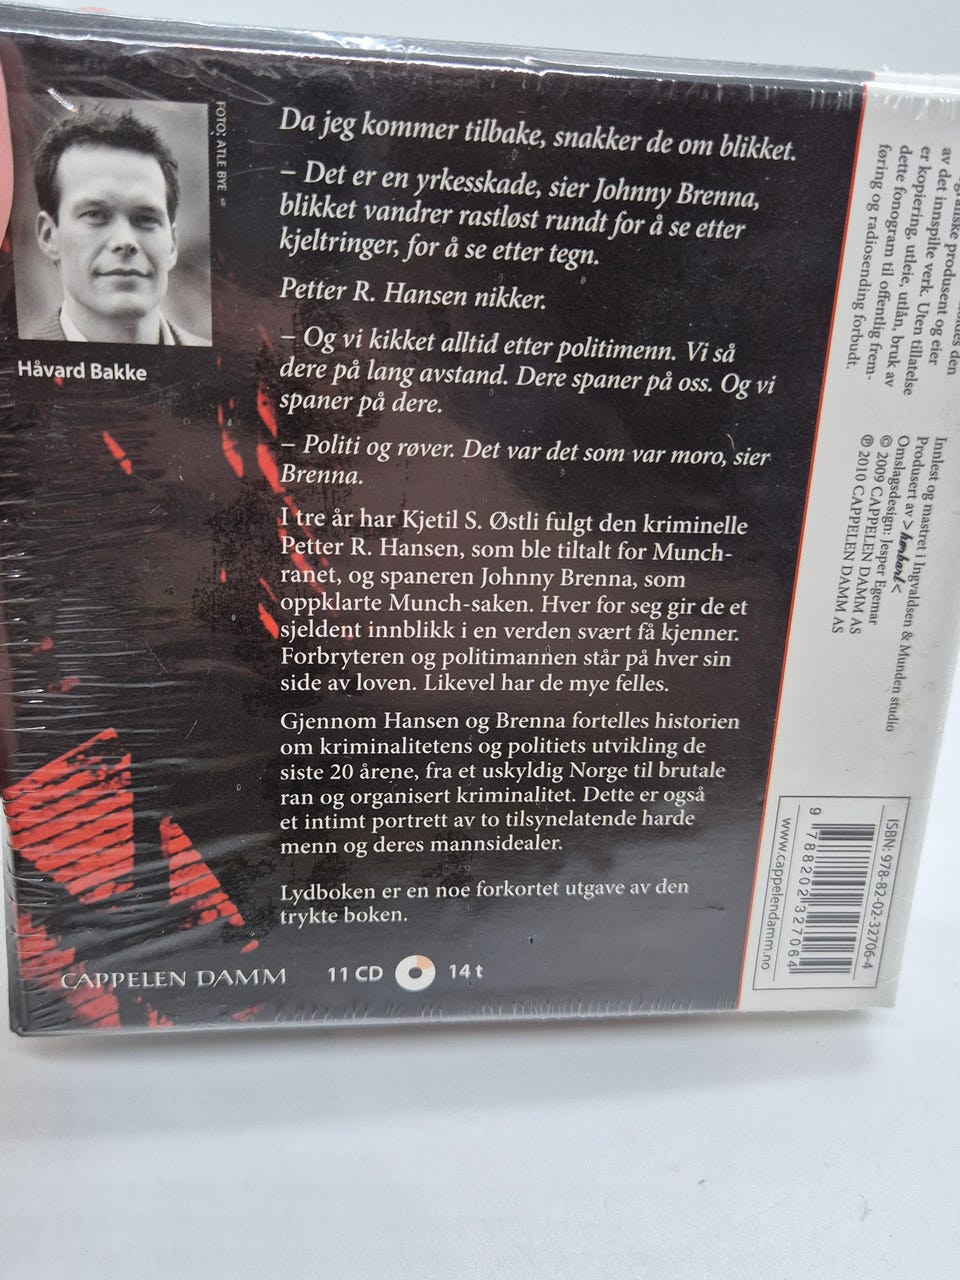 FOTO: ATLE BYE
Håvard Bakke
Da jeg kommer tilbake, snakker de om blikket.
– Det er en yrkesskade, sier Johnny Brenna,
blikket vandrer rastløst rundt for å se etter
kjeltringer, for å se etter tegn.
Petter R. Hansen nikker.
– Og vi kikket alltid etter politimenn. Vi så
dere på lang avstand. Dere spaner på oss. Og vi
spaner på dere.
– Politi og røver. Det var det som var moro, sier
Brenna.
I tre år har Kjetil S. Østli fulgt den kriminelle
Petter R. Hansen, som ble tiltalt for Munch-
ranet, og spaneren Johnny Brenna, som
oppklarte Munch-saken. Hver for seg gir de et
sjeldent innblikk i en verden svært få kjenner.
Forbryteren og politimannen står på hver sin
side av loven. Likevel har de mye felles.
Gjennom Hansen og Brenna fortelles historien
om kriminalitetens og politiets utvikling de
siste 20 årene, fra et uskyldig Norge til brutale
ran og organisert kriminalitet. Dette er også
et intimt portrett av to tilsynelatende harde
menn og deres mannsidealer.
Lydboken er en noe forkortet utgave av den
trykte boken.
CAPPELEN DAMM 11 CD 14 t
produsent og eier
av det innspilte verk. Uten tillatelse
er kopiering, utleie, utlån, bruk av
dette fonogram til offentlig frem-
føring og radiosending forbudt.
Innlest og mastret i Ingvaldsen & Munden studio
Produsert av >hørbart<
Omslagsdesign: Jesper Egemar
© 2009 CAPPELEN DAMM AS
℗ 2010 CAPPELEN DAMM AS
ISBN: 978-82-02-32706-4
9 788202 327064
www.cappelendamm.no